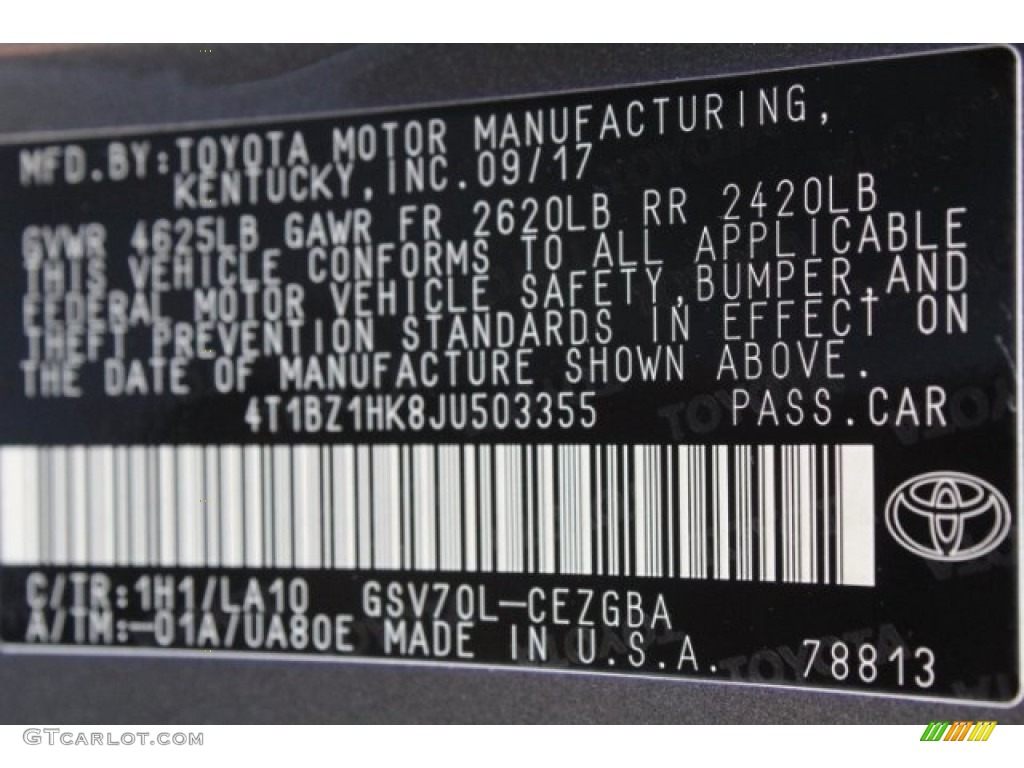 MFD.BY:TOYOTA MOTOR MANUFACTURING,
KENTUCKY,INC.09/17
GVWR 4625LB GAWR FR 2620LB RR 2420LB
THIS VEHICLE CONFORMS TO ALL APPLICABLE
FEDERAL MOTOR VEHICLE SAFETY,BUMPER,AND
THEFT PREVENTION STANDARDS IN EFFECT ON
THE DATE OF MANUFACTURE SHOWN ABOVE.
4T1BZ1HK8JU503355 PASS.CAR
C/TR:1H1/LA10 GSV70L-CEZGBA
A/TM:-01A/UA80E MADE IN U.S.A. 78813
GTCarlot.com